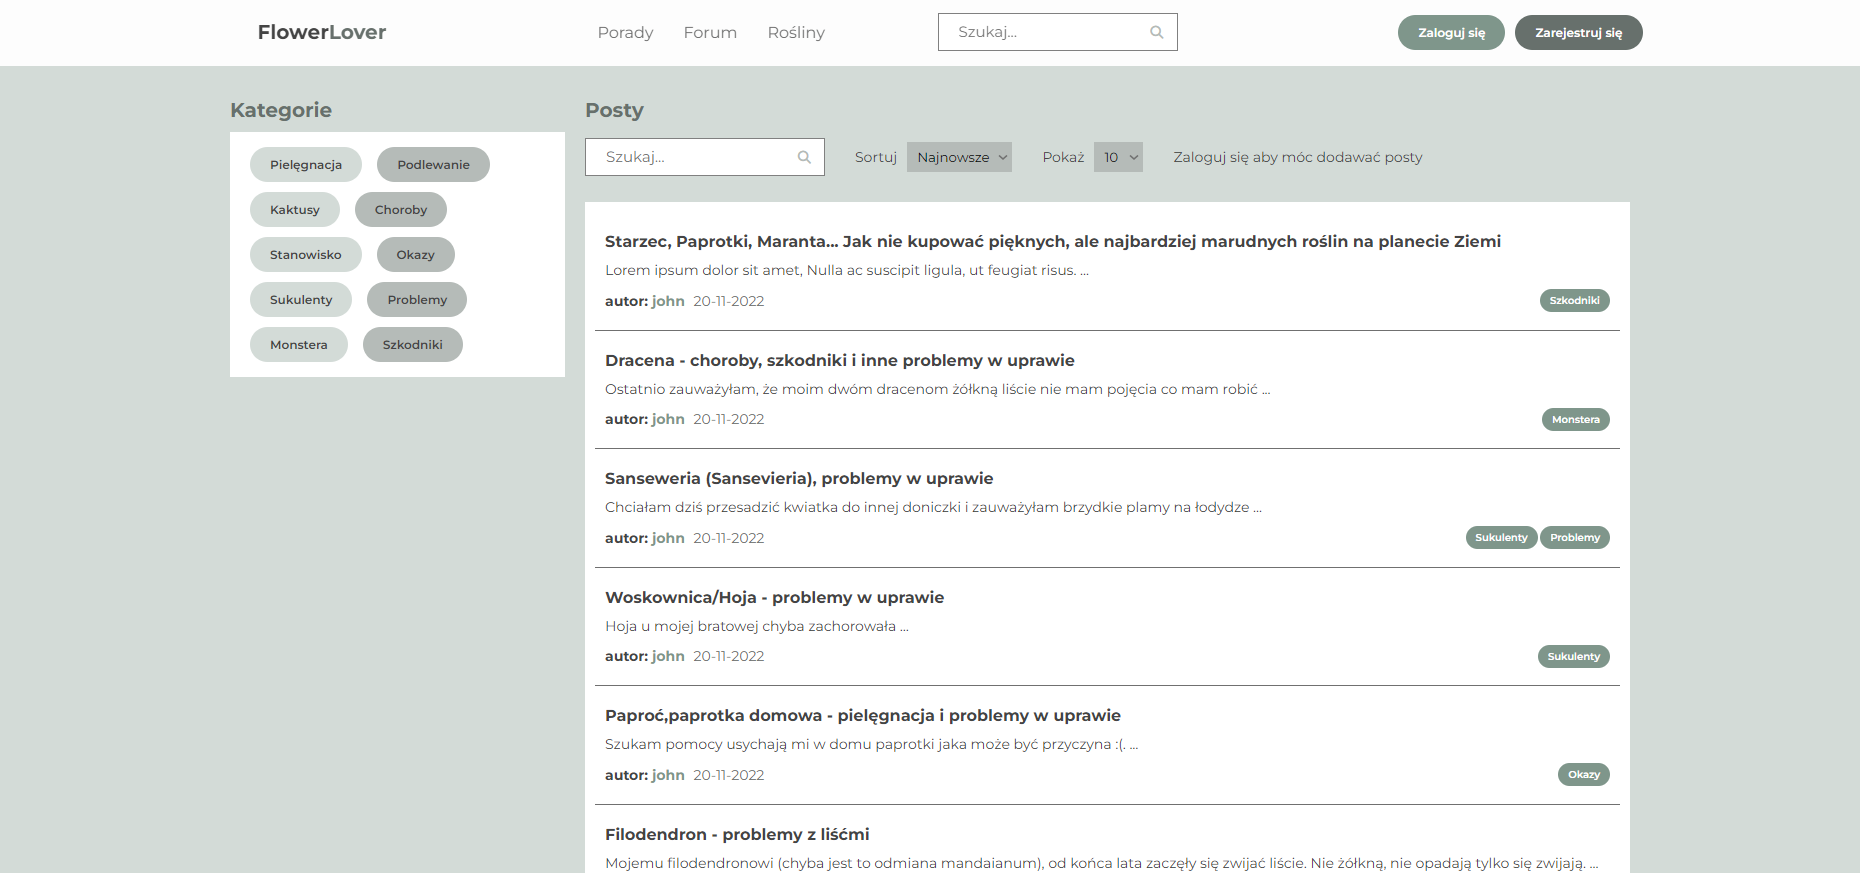 FlowerLover
Porady Forum Rośliny
Szukaj...
Zaloguj się Zarejestruj się
Kategorie
Pielęgnacja Podlewanie
Kaktusy Choroby
Stanowisko Okazy
Sukulenty Problemy
Monstera Szkodniki
Posty
Szukaj... Sortuj Najnowsze Pokaż 10 Zaloguj się aby móc dodawać posty
Starzec, Paprotki, Maranta... Jak nie kupować pięknych, ale najbardziej marudnych roślin na planecie Ziemi
Lorem ipsum dolor sit amet, Nulla ac suscipit ligula, ut feugiat risus. ...
autor: john 20-11-2022 Szkodniki
Dracena - choroby, szkodniki i inne problemy w uprawie
Ostatnio zauważyłam, że moim dwóm dracenom żółkną liście nie mam pojęcia co mam robić ...
autor: john 20-11-2022 Monstera
Sanseweria (Sansevieria), problemy w uprawie
Chciałam dziś przesadzić kwiatka do innej doniczki i zauważyłam brzydkie plamy na łodydze ...
autor: john 20-11-2022 Sukulenty Problemy
Woskownica/Hoja - problemy w uprawie
Hoja u mojej bratowej chyba zachorowała ...
autor: john 20-11-2022 Sukulenty
Paproć,paprotka domowa - pielęgnacja i problemy w uprawie
Szukam pomocy usychają mi w domu paprotki jaka może być przyczyna :(. ...
autor: john 20-11-2022 Okazy
Filodendron - problemy z liśćmi
Mojemu filodendronowi (chyba jest to odmiana mandaianum), od końca lata zaczęły się zwijać liście. Nie żółkną, nie opadają tylko się zwijają. ...